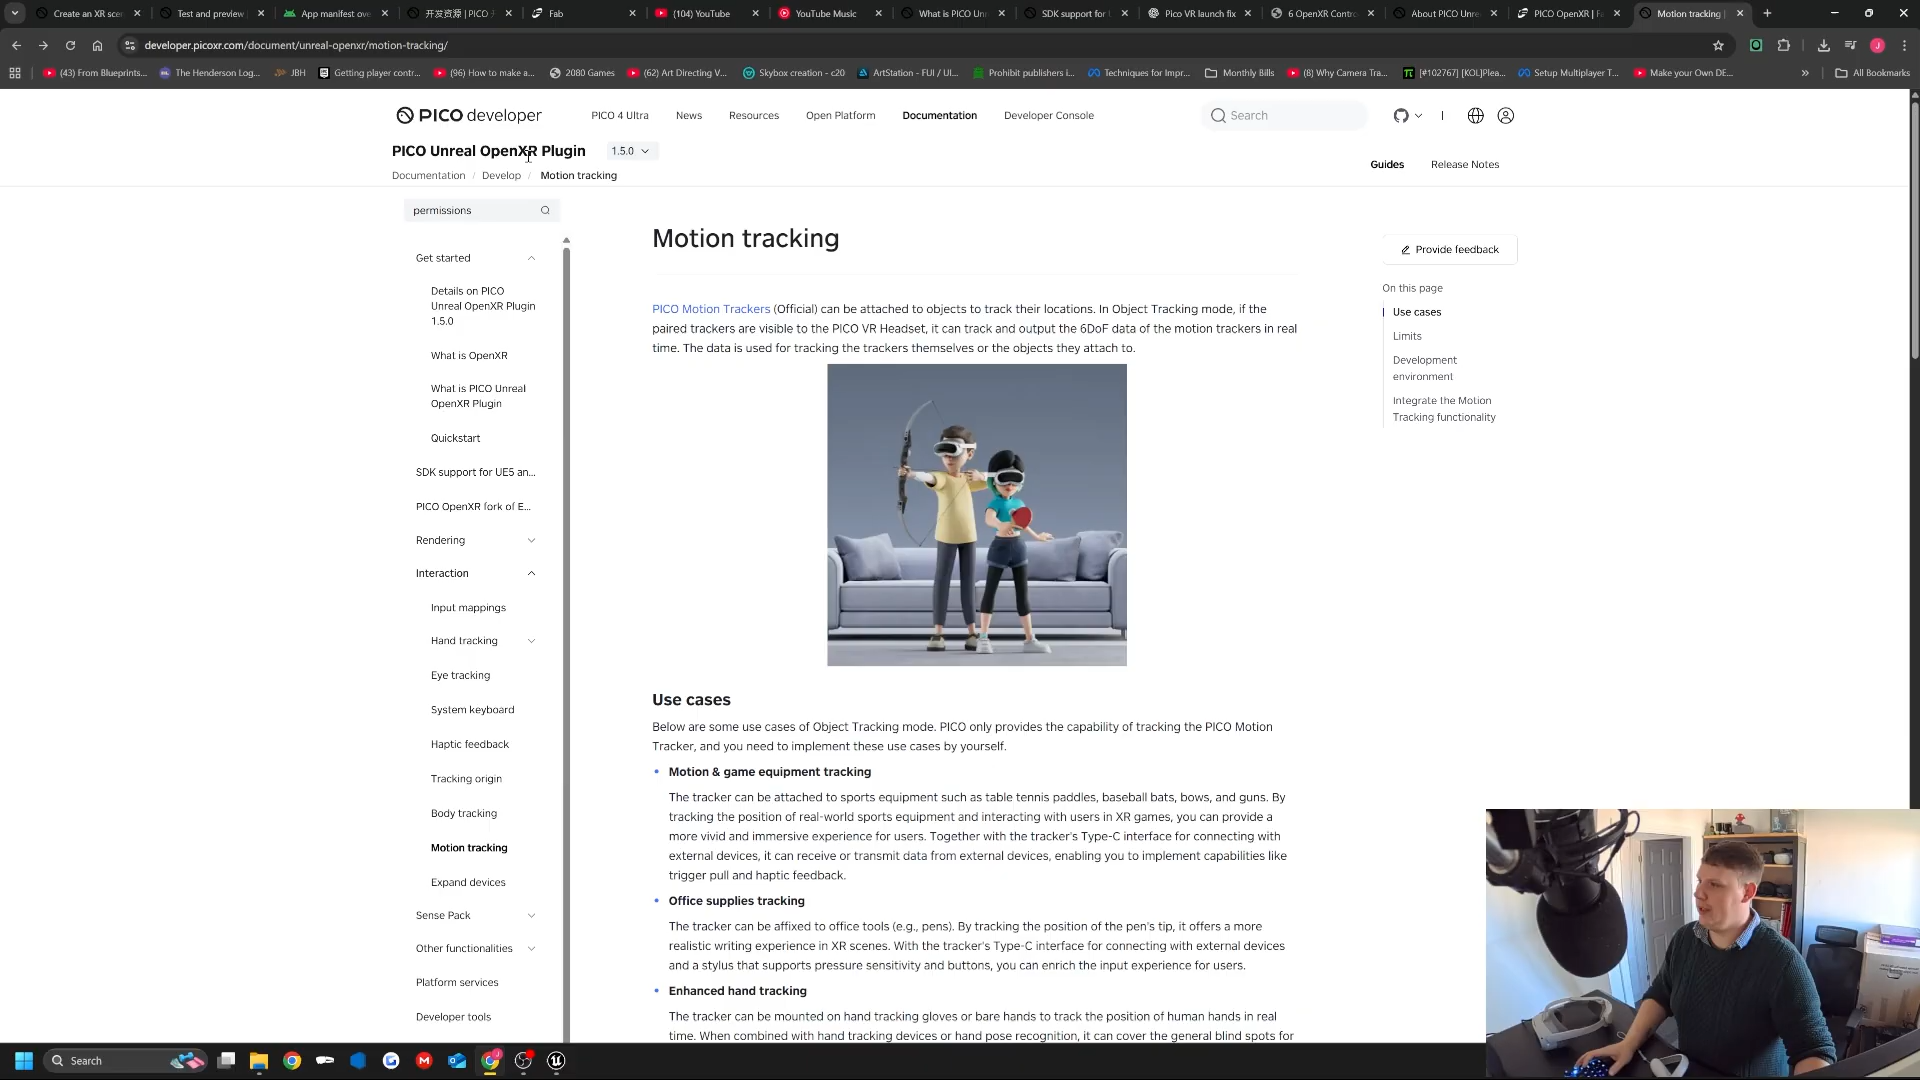 Create an XR scen
Test and preview
App manifest ove
开发资源 | PICO
Fab
(104) YouTube
YouTube Music
What is PICO Un
SDK support for
Pico VR launch fix
6 OpenXR Contro
About PICO Unre
PICO OpenXR | F
Motion tracking |
developer.picoxr.com/document/unreal-openxr/motion-tracking/
J
(43) From Blueprints...
The Henderson Log...
JBH
Getting player contr...
(96) How to make a...
2080 Games
(62) Art Directing V...
Skybox creation - c20
ArtStation - FUI / UI...
Prohibit publishers i...
Techniques for Impr...
Monthly Bills
(8) Why Camera Tra...
[#102767] [KOL]Plea...
Setup Multiplayer T...
Make your Own DE...
All Bookmarks
PICO developer
PICO 4 Ultra
News
Resources
Open Platform
Documentation
Developer Console
Search
PICO Unreal OpenXR Plugin
1.5.0
Documentation / Develop / Motion tracking
Guides
Release Notes
permissions
Get started
Details on PICO
Unreal OpenXR Plugin
1.5.0
What is OpenXR
What is PICO Unreal
OpenXR Plugin
Quickstart
SDK support for UE5 an...
PICO OpenXR fork of E...
Rendering
Interaction
Input mappings
Hand tracking
Eye tracking
System keyboard
Haptic feedback
Tracking origin
Body tracking
Motion tracking
Expand devices
Sense Pack
Other functionalities
Platform services
Developer tools
Motion tracking
PICO Motion Trackers (Official) can be attached to objects to track their locations. In Object Tracking mode, if the
paired trackers are visible to the PICO VR Headset, it can track and output the 6DoF data of the motion trackers in real
time. The data is used for tracking the trackers themselves or the objects they attach to.
Use cases
Below are some use cases of Object Tracking mode. PICO only provides the capability of tracking the PICO Motion
Tracker, and you need to implement these use cases by yourself.
• Motion & game equipment tracking
The tracker can be attached to sports equipment such as table tennis paddles, baseball bats, bows, and guns. By
tracking the position of real-world sports equipment and interacting with users in XR games, you can provide a
more vivid and immersive experience for users. Together with the tracker's Type-C interface for connecting with
external devices, it can receive or transmit data from external devices, enabling you to implement capabilities like
trigger pull and haptic feedback.
• Office supplies tracking
The tracker can be affixed to office tools (e.g., pens). By tracking the position of the pen's tip, it offers a more
realistic writing experience in XR scenes. With the tracker's Type-C interface for connecting with external devices
and a stylus that supports pressure sensitivity and buttons, you can enrich the input experience for users.
• Enhanced hand tracking
The tracker can be mounted on hand tracking gloves or bare hands to track the position of human hands in real
time. When combined with hand tracking devices or hand pose recognition, it can cover the general blind spots for
Provide feedback
On this page
Use cases
Limits
Development
environment
Integrate the Motion
Tracking functionality
Search